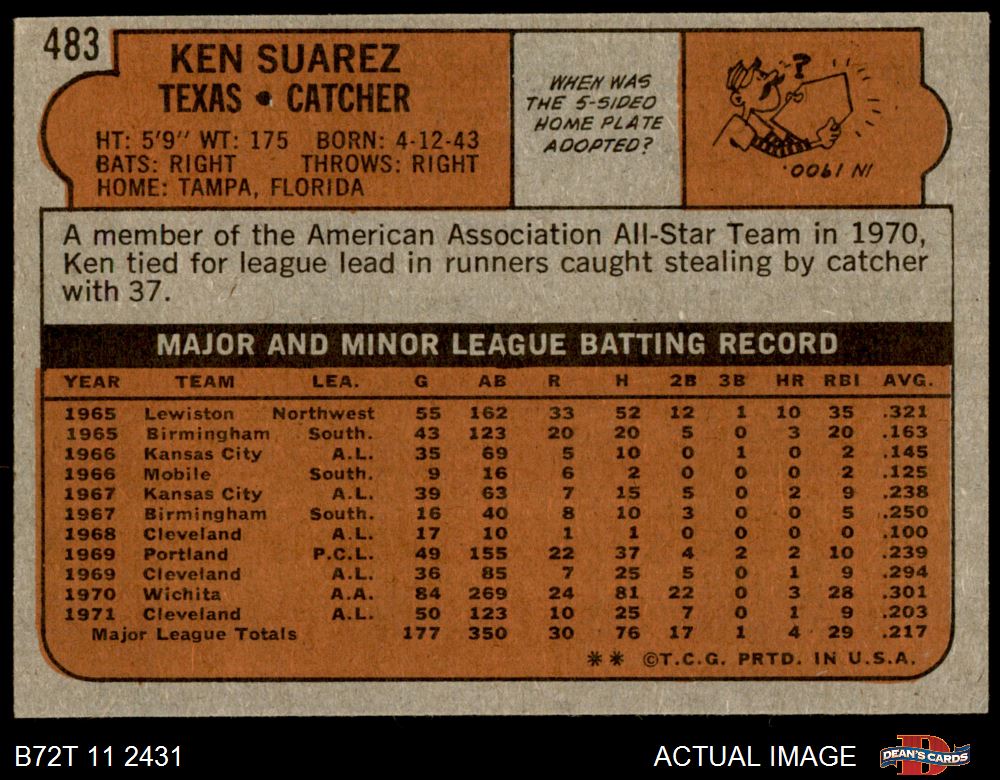 483
KEN SUAREZ
TEXAS • CATCHER
HT: 5'9" WT: 175 BORN: 4-12-43
BATS: RIGHT THROWS: RIGHT
HOME: TAMPA, FLORIDA
WHEN WAS
THE 5-SIDED
HOME PLATE
ADOPTED?
?
IN 1900.
A member of the American Association All-Star Team in 1970,
Ken tied for league lead in runners caught stealing by catcher
with 37.
MAJOR AND MINOR LEAGUE BATTING RECORD
YEAR TEAM LEA. G AB R H 2B 3B HR RBI AVG.
1965 Lewiston Northwest 55 162 33 52 12 1 10 35 .321
1965 Birmingham South. 43 123 20 20 5 0 3 20 .163
1966 Kansas City A.L. 35 69 5 10 0 1 0 2 .145
1966 Mobile South. 9 16 6 2 0 0 0 2 .125
1967 Kansas City A.L. 39 63 7 15 5 0 2 9 .238
1967 Birmingham South. 16 40 8 10 3 0 0 5 .250
1968 Cleveland A.L. 17 10 1 1 0 0 0 0 .100
1969 Portland P.C.L. 49 155 22 37 4 2 2 10 .239
1969 Cleveland A.L. 36 85 7 25 5 0 1 9 .294
1970 Wichita A.A. 84 269 24 81 22 0 3 28 .301
1971 Cleveland A.L. 50 123 10 25 7 0 1 9 .203
Major League Totals 177 350 30 76 17 1 4 29 .217
** ©T.C.G. PRTD. IN U.S.A.
B72T 11 2431 ACTUAL IMAGE DEAN'S CARDS